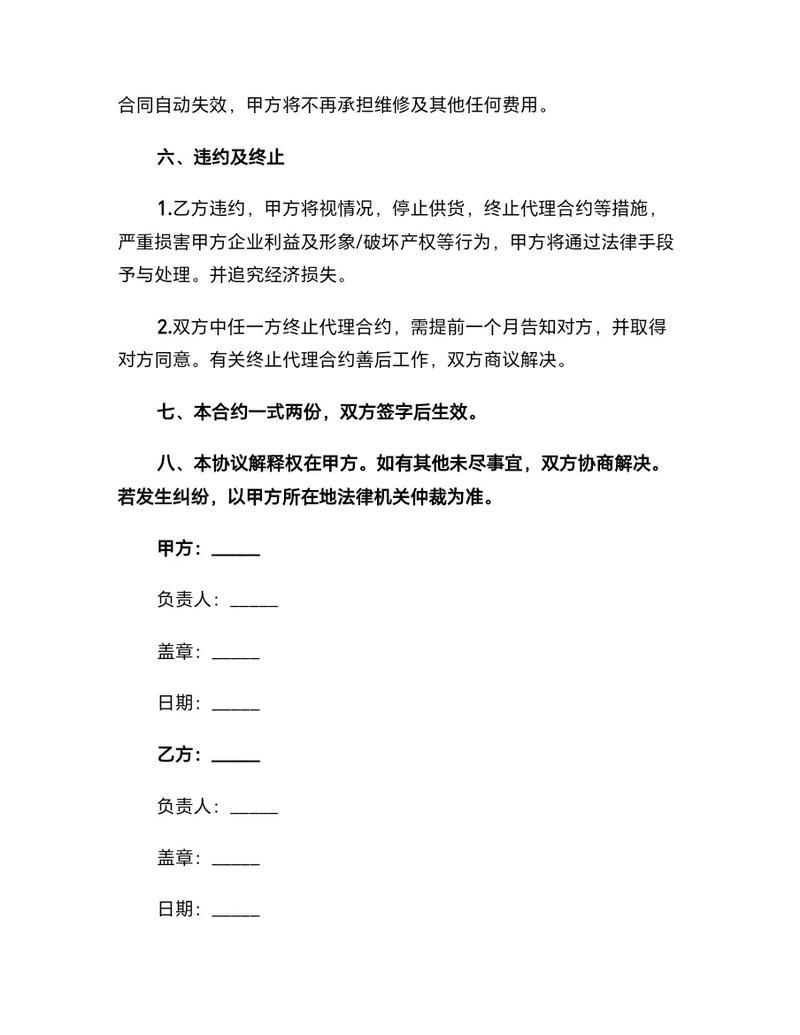 合同自动失效，甲方将不再承担维修及其他任何费用。
六、违约及终止
1.乙方违约，甲方将视情况，停止供货，终止代理合约等措施，
严重损害甲方企业利益及形象/破坏产权等行为，甲方将通过法律手段
予与处理。并追究经济损失。
2.双方中任一方终止代理合约，需提前一个月告知对方，并取得
对方同意。有关终止代理合约善后工作，双方商议解决。
七、本合约一式两份，双方签字后生效。
八、本协议解释权在甲方。如有其他未尽事宜，双方协商解决。
若发生纠纷，以甲方所在地法律机关仲裁为准。
甲方：_____
负责人：_____
盖章：_____
日期：_____
乙方：_____
负责人：_____
盖章：_____
日期：_____